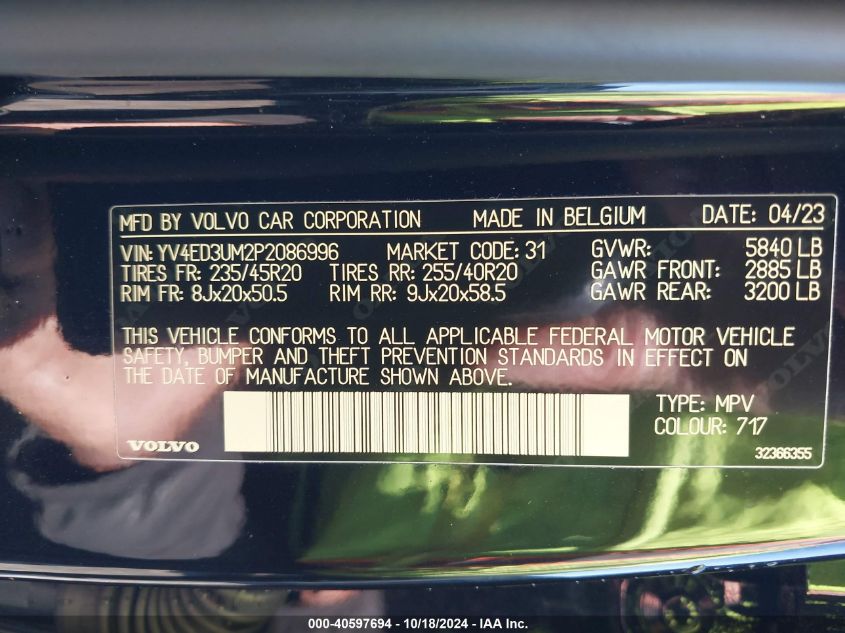 MFD BY VOLVO CAR CORPORATION MADE IN BELGIUM DATE: 04/23
VIN: YV4ED3UM2P2086996 MARKET CODE: 31 GVWR: 5840 LB
TIRES FR: 235/45R20 TIRES RR: 255/40R20 GAWR FRONT: 2885 LB
RIM FR: 8Jx20x50.5 RIM RR: 9Jx20x58.5 GAWR REAR: 3200 LB
THIS VEHICLE CONFORMS TO ALL APPLICABLE FEDERAL MOTOR VEHICLE
SAFETY, BUMPER AND THEFT PREVENTION STANDARDS IN EFFECT ON
THE DATE OF MANUFACTURE SHOWN ABOVE.
TYPE: MPV
COLOUR: 717
VOLVO
32366355
000-40597694 - 10/18/2024 - IAA Inc.